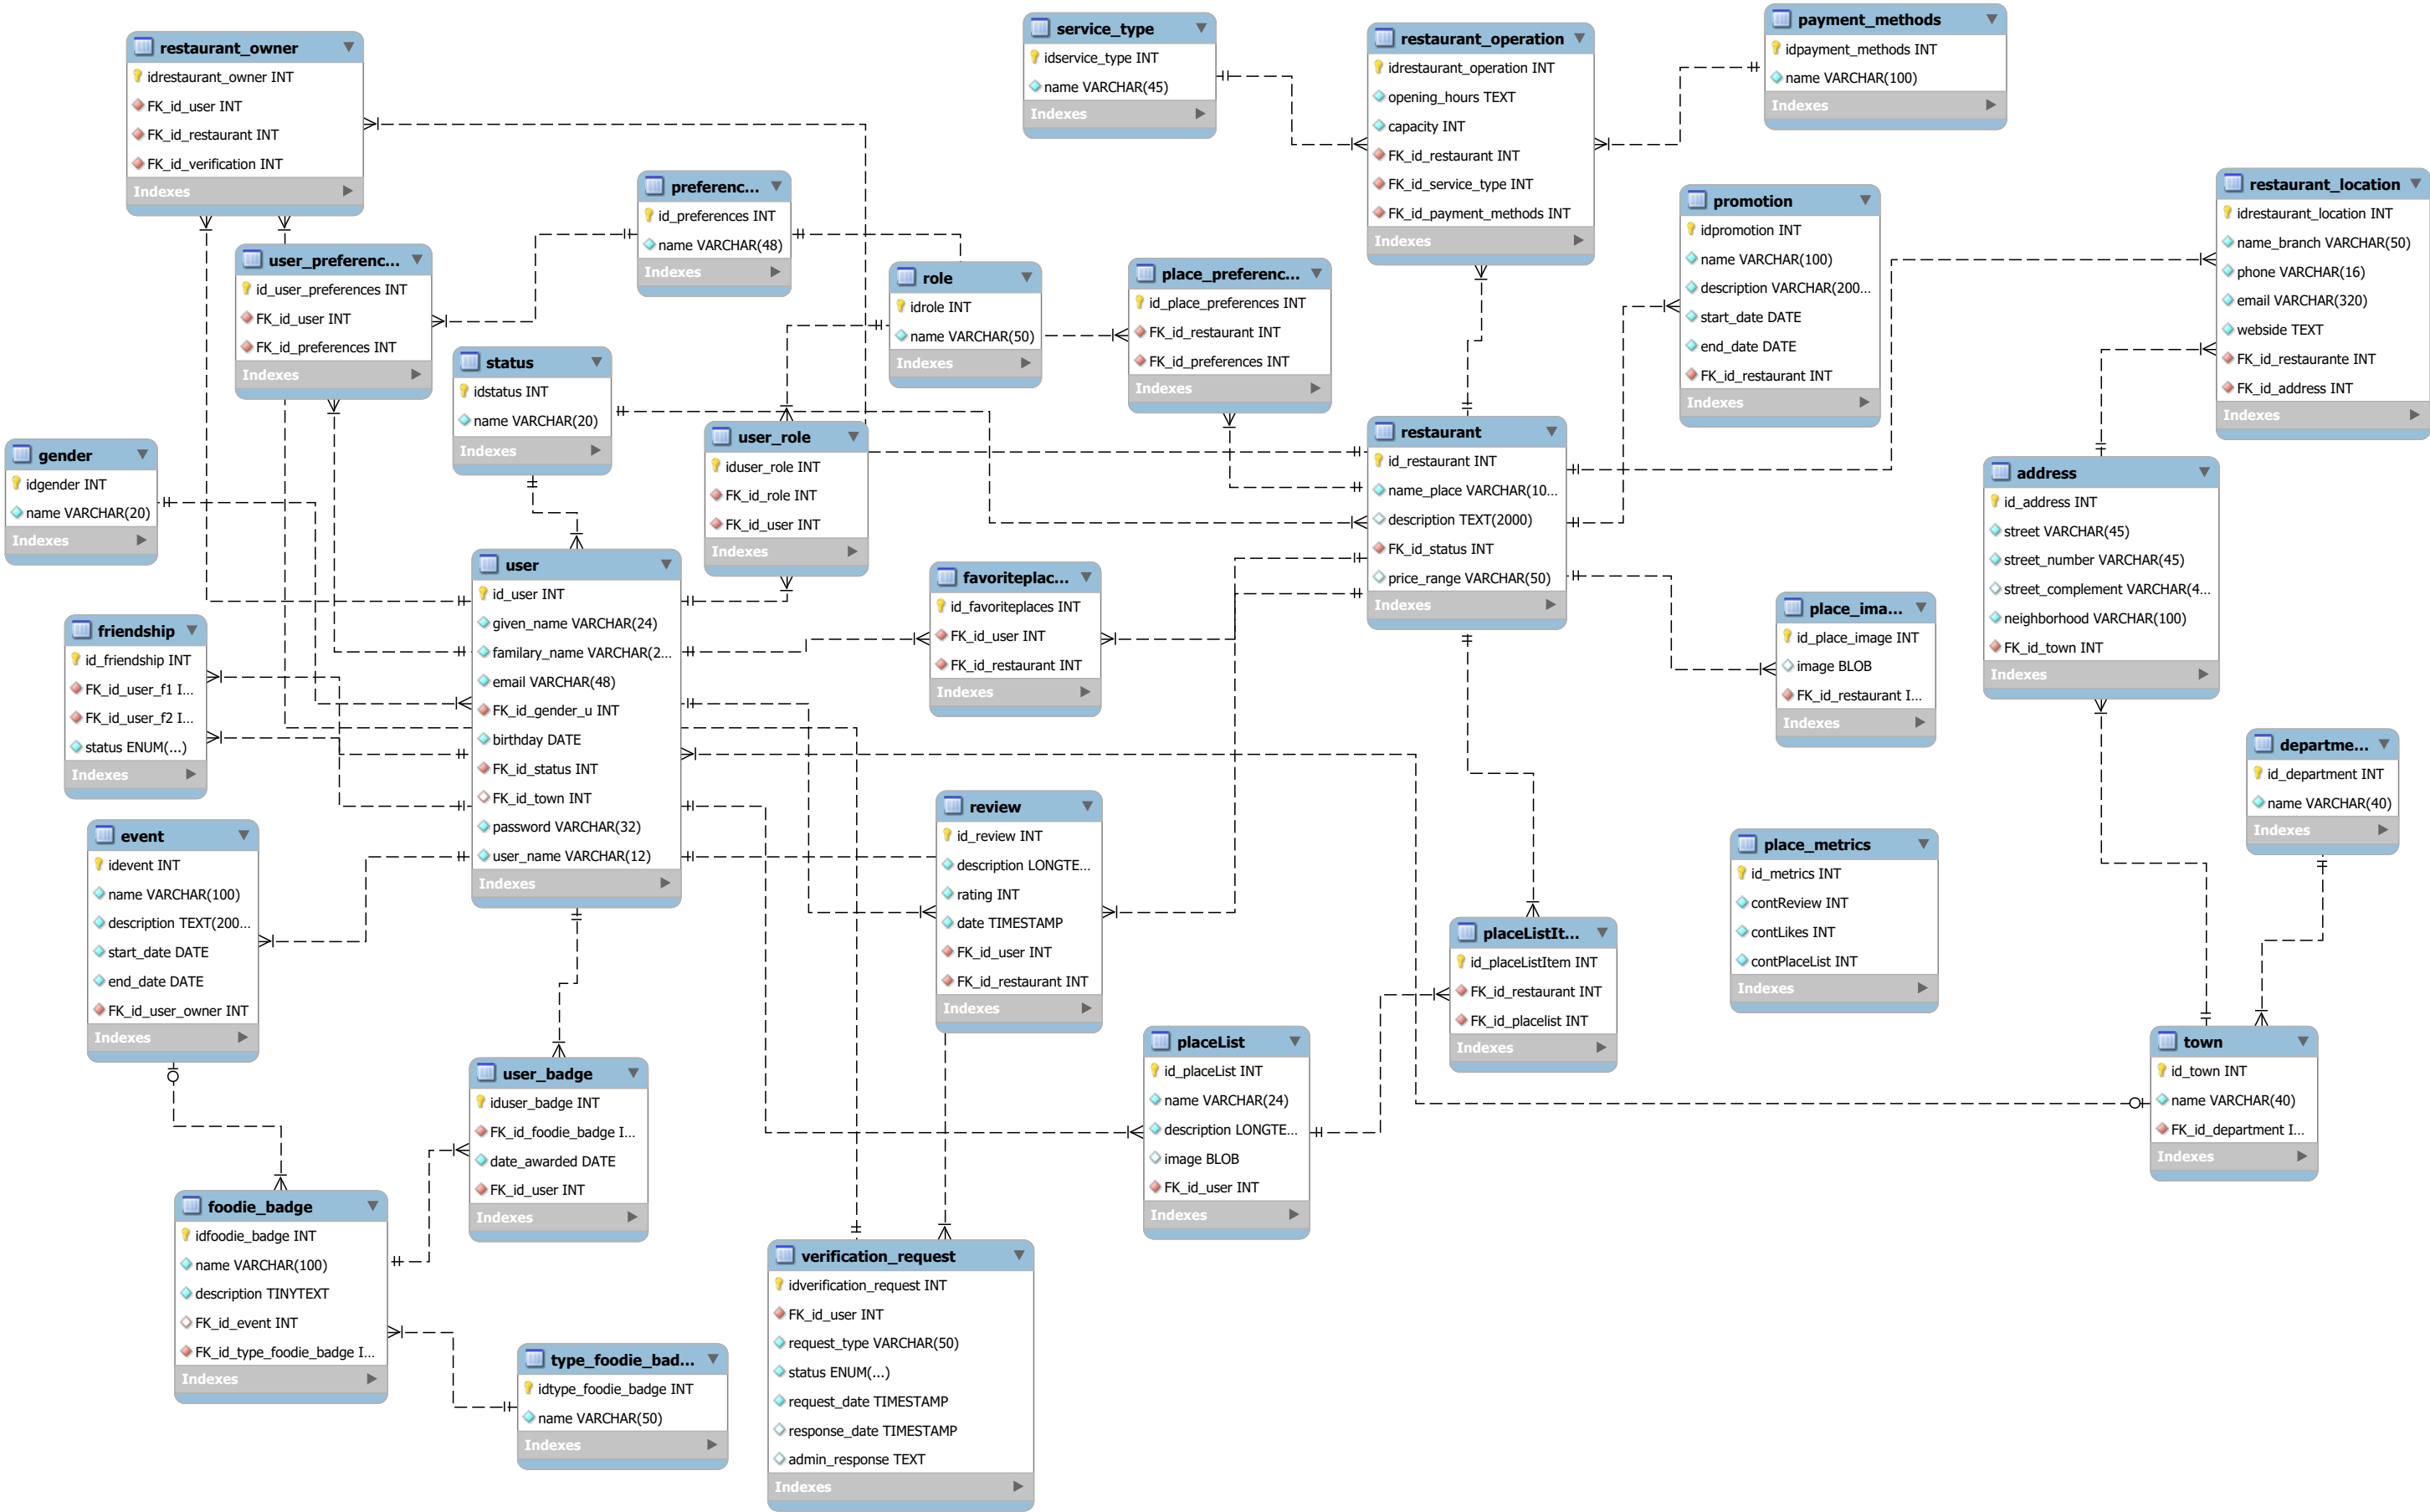 restaurant_owner
idrestaurant_owner INT
FK_id_user INT
FK_id_restaurant INT
FK_id_verification INT
Indexes
service_type
idservice_type INT
name VARCHAR(45)
Indexes
restaurant_operation
idrestaurant_operation INT
opening_hours TEXT
capacity INT
FK_id_restaurant INT
FK_id_service_type INT
FK_id_payment_methods INT
Indexes
payment_methods
idpayment_methods INT
name VARCHAR(100)
Indexes
preferenc...
id_preferences INT
name VARCHAR(48)
Indexes
promotion
idpromotion INT
name VARCHAR(100)
description VARCHAR(200...
start_date DATE
end_date DATE
FK_id_restaurant INT
Indexes
restaurant_location
idrestaurant_location INT
name_branch VARCHAR(50)
phone VARCHAR(16)
email VARCHAR(320)
webside TEXT
FK_id_restaurante INT
FK_id_address INT
Indexes
user_preferenc...
id_user_preferences INT
FK_id_user INT
FK_id_preferences INT
Indexes
role
idrole INT
name VARCHAR(50)
Indexes
place_preferenc...
id_place_preferences INT
FK_id_restaurant INT
FK_id_preferences INT
Indexes
status
idstatus INT
name VARCHAR(20)
Indexes
gender
idgender INT
name VARCHAR(20)
Indexes
user_role
iduser_role INT
FK_id_role INT
FK_id_user INT
Indexes
restaurant
id_restaurant INT
name_place VARCHAR(10...
description TEXT(2000)
FK_id_status INT
price_range VARCHAR(50)
Indexes
address
id_address INT
street VARCHAR(45)
street_number VARCHAR(45)
street_complement VARCHAR(4...
neighborhood VARCHAR(100)
FK_id_town INT
Indexes
user
id_user INT
given_name VARCHAR(24)
familary_name VARCHAR(2...
email VARCHAR(48)
FK_id_gender_u INT
birthday DATE
FK_id_status INT
FK_id_town INT
password VARCHAR(32)
user_name VARCHAR(12)
Indexes
favoriteplac...
id_favoriteplaces INT
FK_id_user INT
FK_id_restaurant INT
Indexes
place_ima...
id_place_image INT
image BLOB
FK_id_restaurant I...
Indexes
friendship
id_friendship INT
FK_id_user_f1 I...
FK_id_user_f2 I...
status ENUM(...)
Indexes
departme...
id_department INT
name VARCHAR(40)
Indexes
event
idevent INT
name VARCHAR(100)
description TEXT(200...
start_date DATE
end_date DATE
FK_id_user_owner INT
Indexes
review
id_review INT
description LONGTE...
rating INT
date TIMESTAMP
FK_id_user INT
FK_id_restaurant INT
Indexes
place_metrics
id_metrics INT
contReview INT
contLikes INT
contPlaceList INT
Indexes
placeListIt...
id_placeListItem INT
FK_id_restaurant INT
FK_id_placelist INT
Indexes
placeList
id_placeList INT
name VARCHAR(24)
description LONGTE...
image BLOB
FK_id_user INT
Indexes
town
id_town INT
name VARCHAR(40)
FK_id_department I...
Indexes
user_badge
iduser_badge INT
FK_id_foodie_badge I...
date_awarded DATE
FK_id_user INT
Indexes
foodie_badge
idfoodie_badge INT
name VARCHAR(100)
description TINYTEXT
FK_id_event INT
FK_id_type_foodie_badge I...
Indexes
verification_request
idverification_request INT
FK_id_user INT
request_type VARCHAR(50)
status ENUM(...)
request_date TIMESTAMP
response_date TIMESTAMP
admin_response TEXT
Indexes
type_foodie_bad...
idtype_foodie_badge INT
name VARCHAR(50)
Indexes